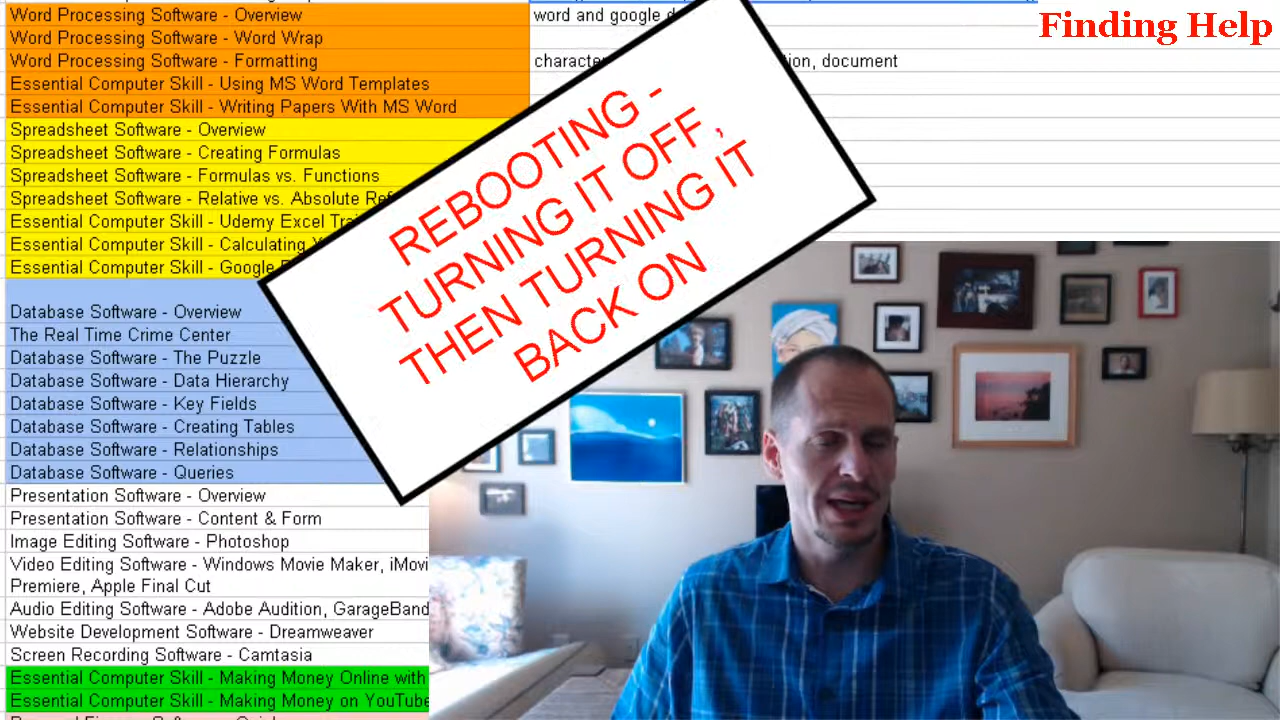 Finding Help
Word Processing Software - Overview
word and google d
Word Processing Software - Word Wrap
Word Processing Software - Formatting
document
Essential Computer Skill - Using MS Word Templates
Essential Computer Skill - Writing Papers With MS Word
Spreadsheet Software - Overview
Spreadsheet Software - Creating Formulas
Spreadsheet Software - Formulas vs. Functions
Spreadsheet Software - Relative vs. Absolute
Essential Computer Skill - Udemy Excel
Essential Computer Skill - Calculating
Essential Computer Skill - Google
Database Software - Overview
The Real Time Crime Center
Database Software - The Puzzle
Database Software - Data Hierarchy
Database Software - Key Fields
Database Software - Creating Tables
Database Software - Relationships
Database Software - Queries
Presentation Software - Overview
Presentation Software - Content & Form
Image Editing Software - Photoshop
Video Editing Software - Windows Movie Maker, iMovi
Premiere, Apple Final Cut
Audio Editing Software - Adobe Audition, GarageBand
Website Development Software - Dreamweaver
Screen Recording Software - Camtasia
Essential Computer Skill - Making Money Online with
Essential Computer Skill - Making Money on YouTube
REBOOTING -
TURNING IT OFF,
THEN TURNING IT
BACK ON